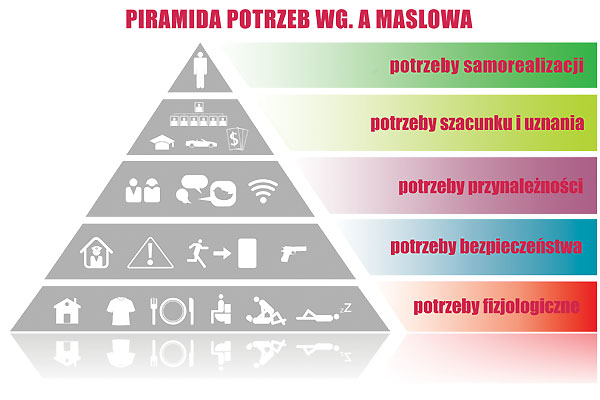 PIRAMIDA POTRZEB WG. A MASLOWA
potrzeby samorealizacji
potrzeby szacunku i uznania
potrzeby przynależności
potrzeby bezpieczeństwa
potrzeby fizjologiczne
z Z